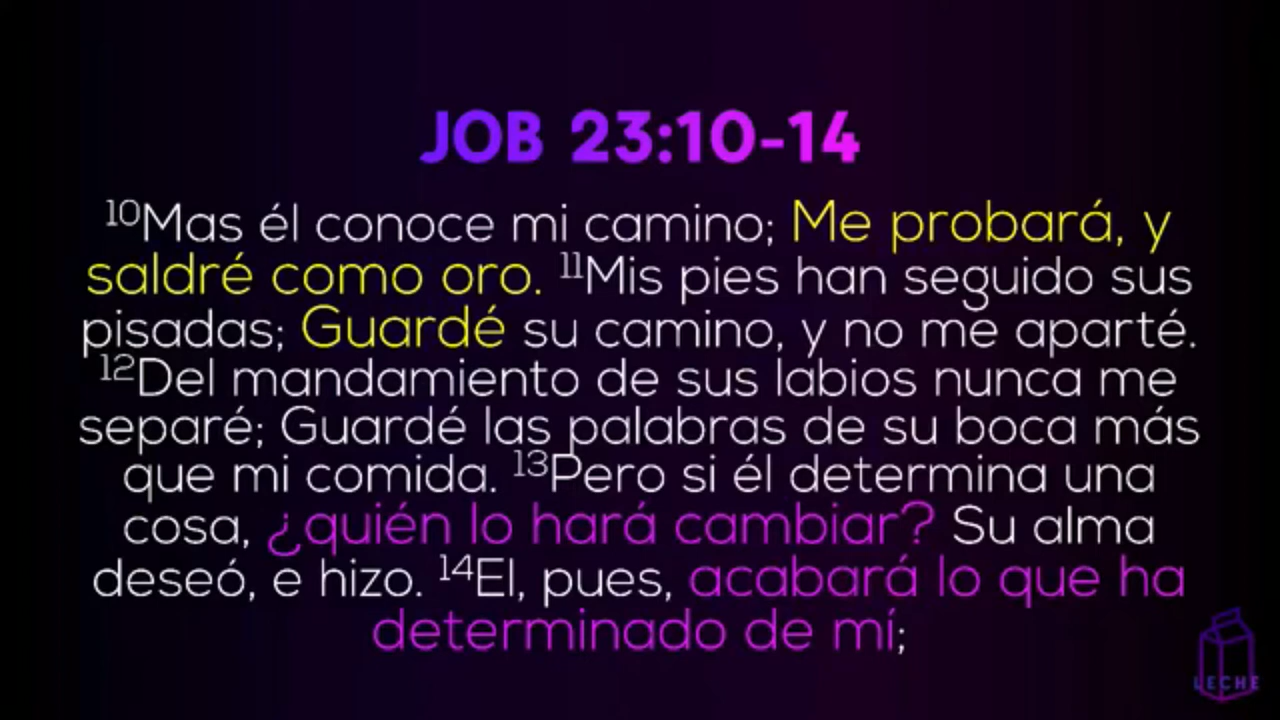 JOB 23:10-14
¹⁰Mas él conoce mi camino; Me probará, y
saldré como oro. ¹¹Mis pies han seguido sus
pisadas; Guardé su camino, y no me aparté.
¹²Del mandamiento de sus labios nunca me
separé; Guardé las palabras de su boca más
que mi comida. ¹³Pero si él determina una
cosa, ¿quién lo hará cambiar? Su alma
deseó, e hizo. ¹⁴El, pues, acabará lo que ha
determinado de mí;
LECHE